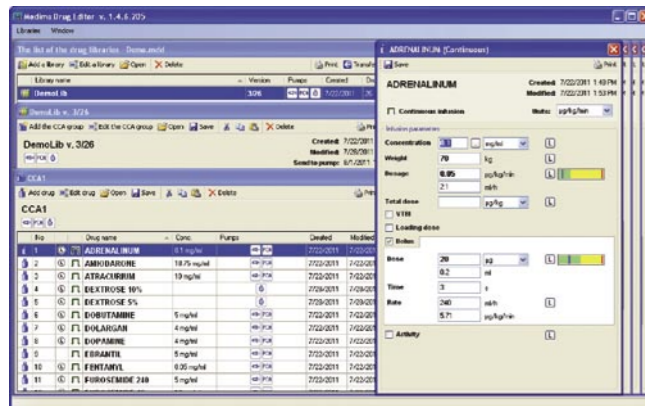 Medima Drug Editor v. 1.4.6.205
Libraries Window
The list of the drug libraries - Demo.mdd
Add a library Edit a library Open Delete Print Transfer
Library name Version Pumps Created
DemoLib 3/26 7/22/2011
DemoLib v. 3/26
Add the CCA group Edit the CCA group Open Save Delete
DemoLib v. 3/26
Created 7/22/2011
Modified 7/28/2011
Send to pump: 8/1/2011
CCA1
Add drug Edit drug Open Save Delete Print
CCA1
No Drug name Conc. Pumps Created Modified
1 ADRENALINUM 0.1 mg/ml 7/22/2011
2 AMIODARONE 18.75 mg/ml 7/22/2011
3 ATRACURIUM 10 mg/ml 7/22/2011
4 DEXTROSE 10% 7/28/2011
5 DEXTROSE 5% 7/28/2011
6 DOBUTAMINE 5 mg/ml 7/22/2011
7 DOLARGAN 4 mg/ml 7/22/2011
8 DOPAMINE 4 mg/ml 7/22/2011
9 EBRANTIL 5 mg/ml 7/22/2011
10 FENTANYL 0.05 mg/ml 7/22/2011
11 FUROSEMIDE 240 5 mg/ml 7/22/2011
ADRENALINUM (Continuous)
Save Print
ADRENALINUM
Created: 7/22/2011 1:49 PM
Modified: 7/22/2011 1:53 PM
Continuous infusion Units: µg/kg/min
Infusion parameters
Concentration 0.1 mg/ml L
Weight 70 kg L
Dosage 0.05 µg/kg/min L
2.1 ml/h
Total dose µg/kg L
VTBI
Loading dose
Bolus
Dose 20 µg L
0.2 ml
Time 3 s
Rate 240 ml/h L
5.71 µg/kg/min
Activity L